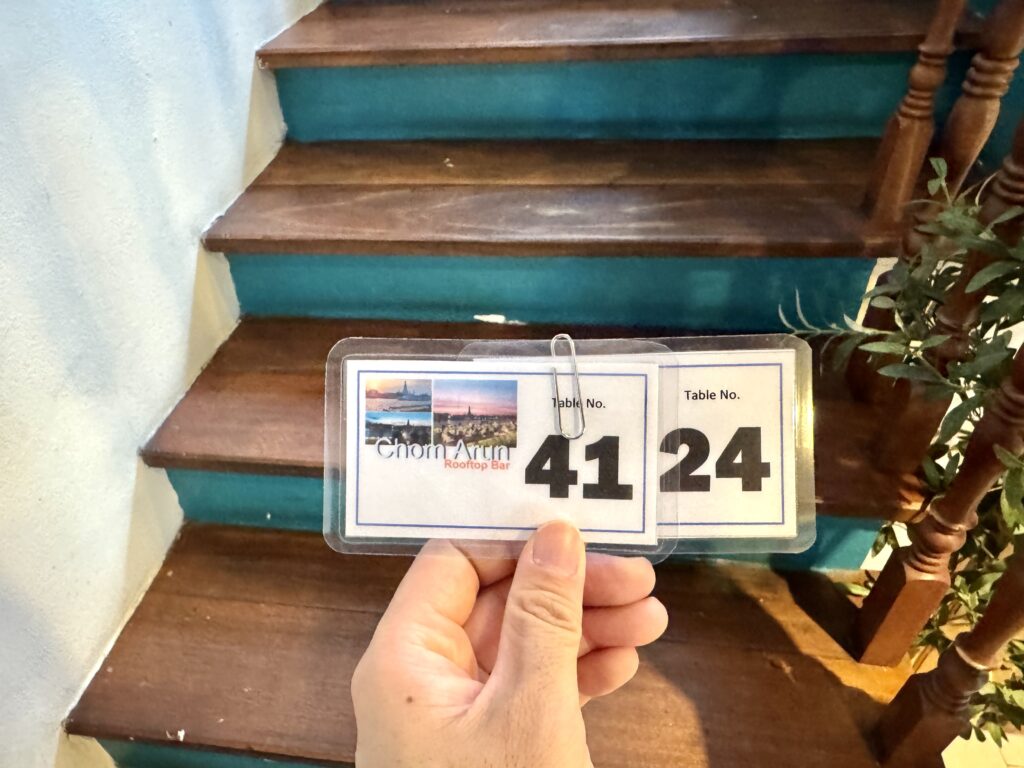 Chom Arun
Rooftop Bar
Table No.
41
Table No.
24